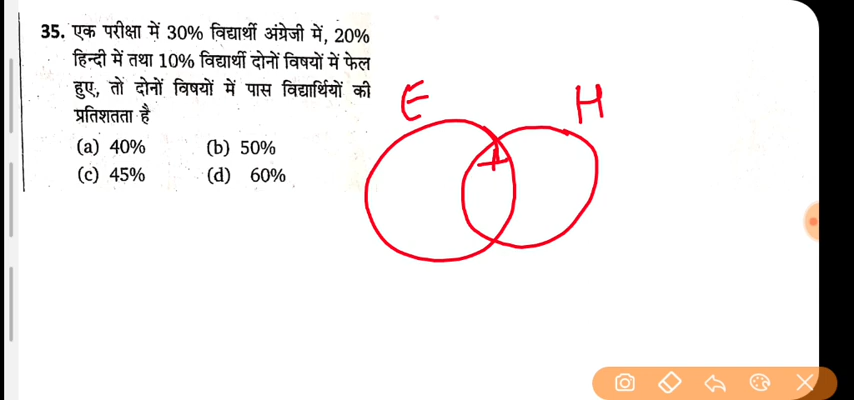 35. एक परीक्षा में 30% विद्यार्थी अंग्रेजी में, 20%
हिन्दी में तथा 10% विद्यार्थी दोनों विषयों में फेल
हुए, तो दोनों विषयों में पास विद्यार्थियों की
प्रतिशतता है
(a) 40% (b) 50%
(c) 45% (d) 60%
E H